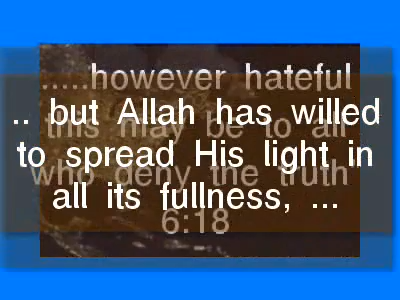 .....however hateful
.. but Allah has willed
this may be to all
to spread His light in
who deny the truth
all its fullness, ...
6:18